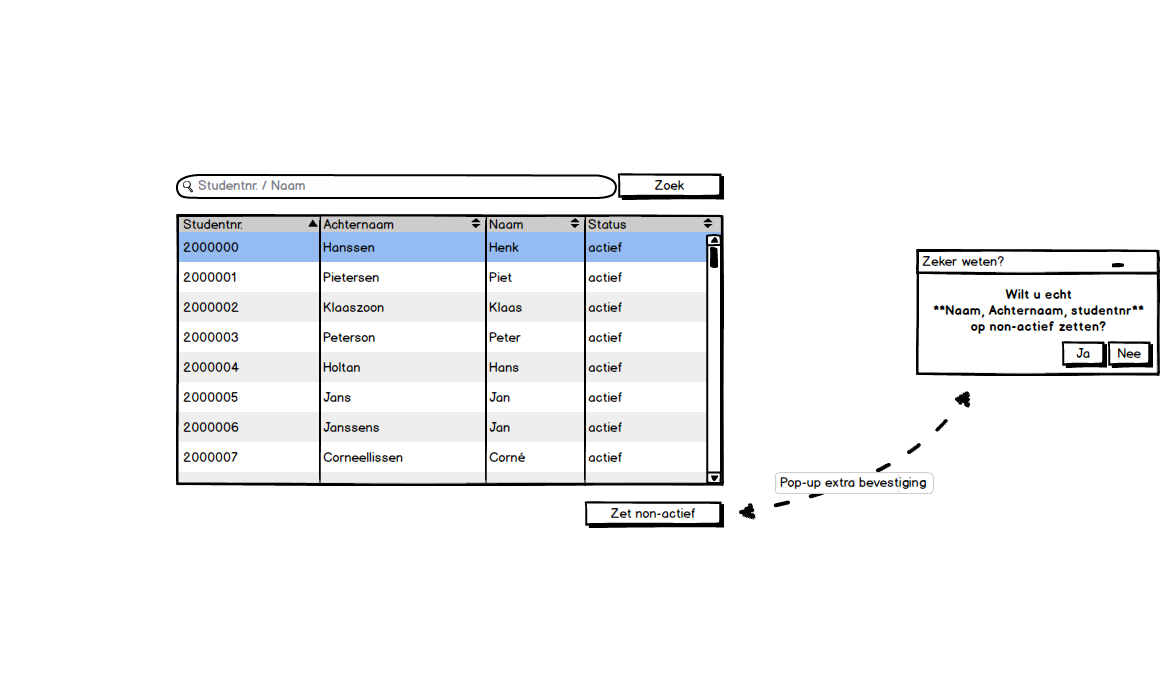 Studentnr. / Naam
Zoek
Studentnr. Achternaam Naam Status
2000000 Hanssen Henk actief
2000001 Pietersen Piet actief
2000002 Klaaszoon Klaas actief
2000003 Peterson Peter actief
2000004 Holtan Hans actief
2000005 Jans Jan actief
2000006 Janssens Jan actief
2000007 Corneellissen Corné actief
Zet non-actief
Pop-up extra bevestiging
Zeker weten?
Wilt u echt
**Naam, Achternaam, studentnr**
op non-actief zetten?
Ja Nee